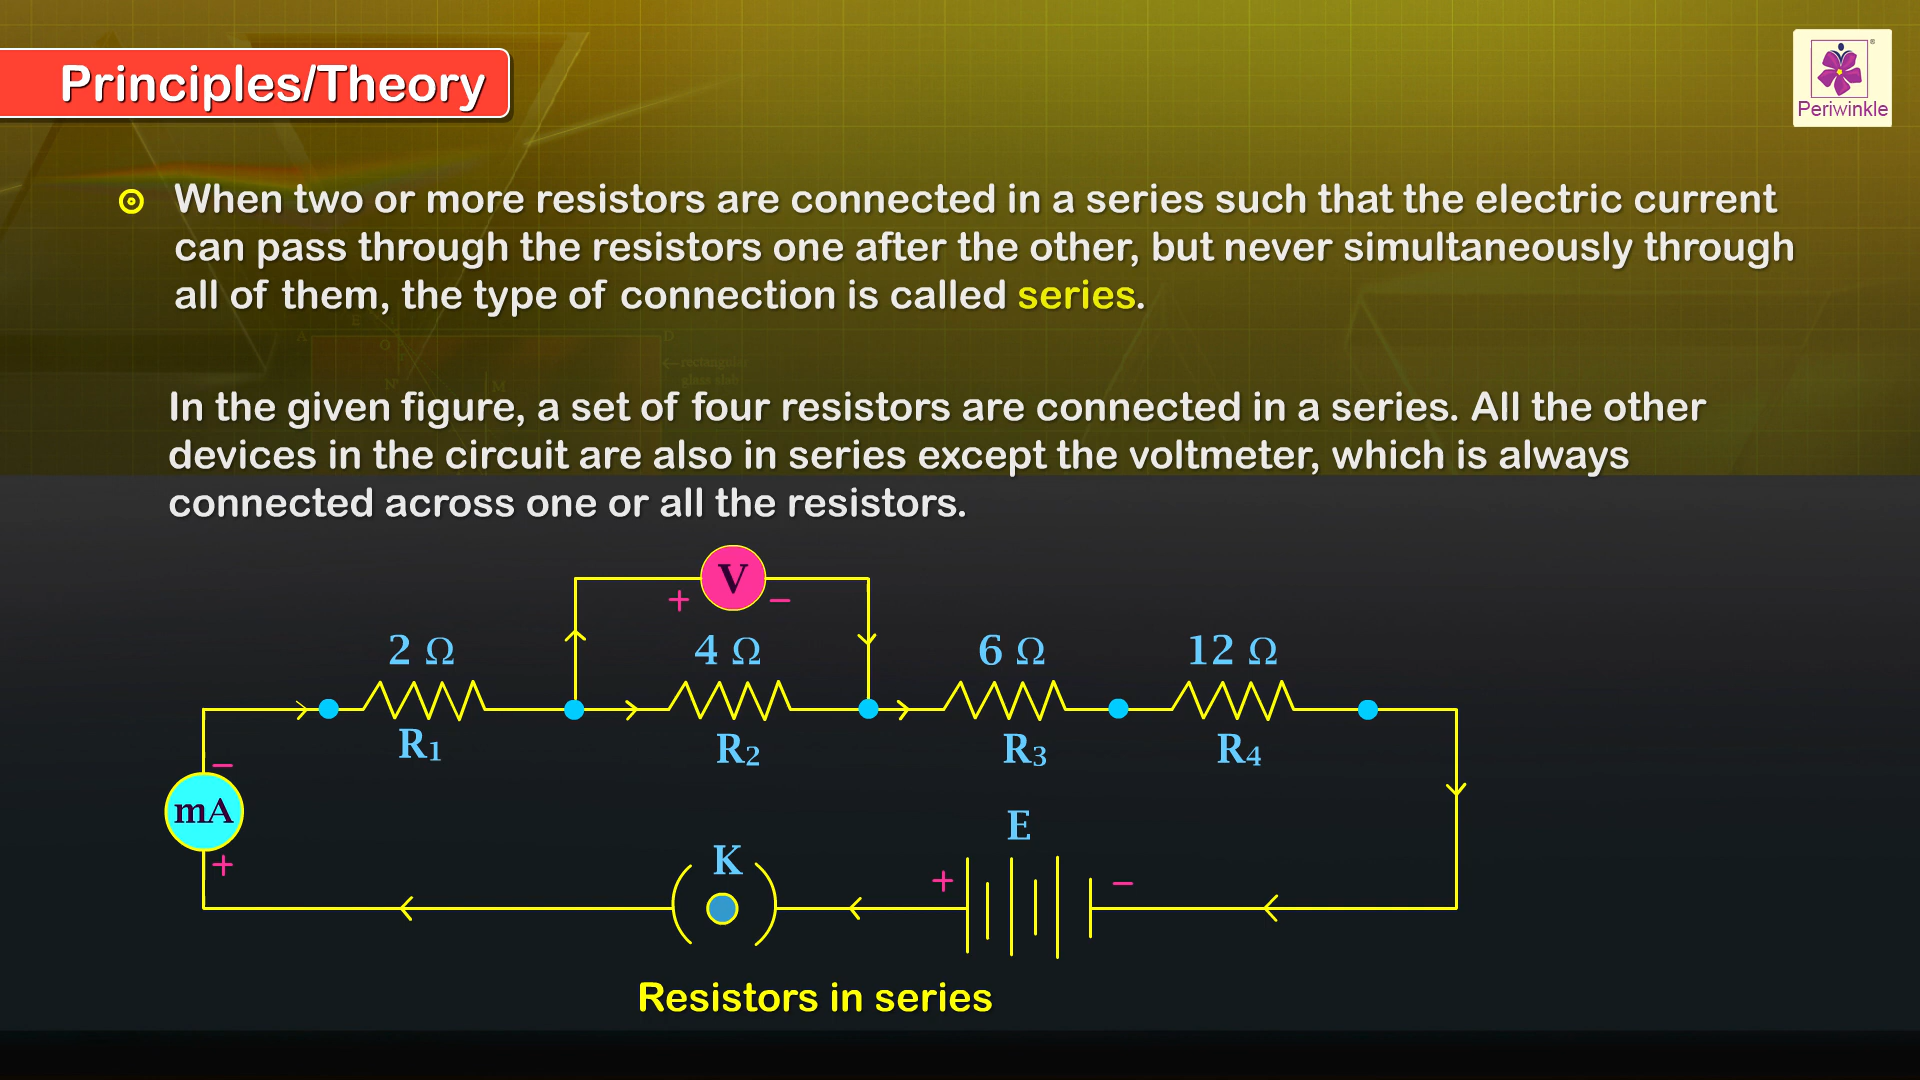 Principles/Theory
Periwinkle
When two or more resistors are connected in a series such that the electric current
can pass through the resistors one after the other, but never simultaneously through
all of them, the type of connection is called series.
A
D
rectangular
M
In the given figure, a set of four resistors are connected in a series. All the other
devices in the circuit are also in series except the voltmeter, which is always
connected across one or all the resistors.
V
+ −
2 Ω 4 Ω 6 Ω 12 Ω
R1 R2 R3 R4
−
mA
+
E
K
+ −
Resistors in series